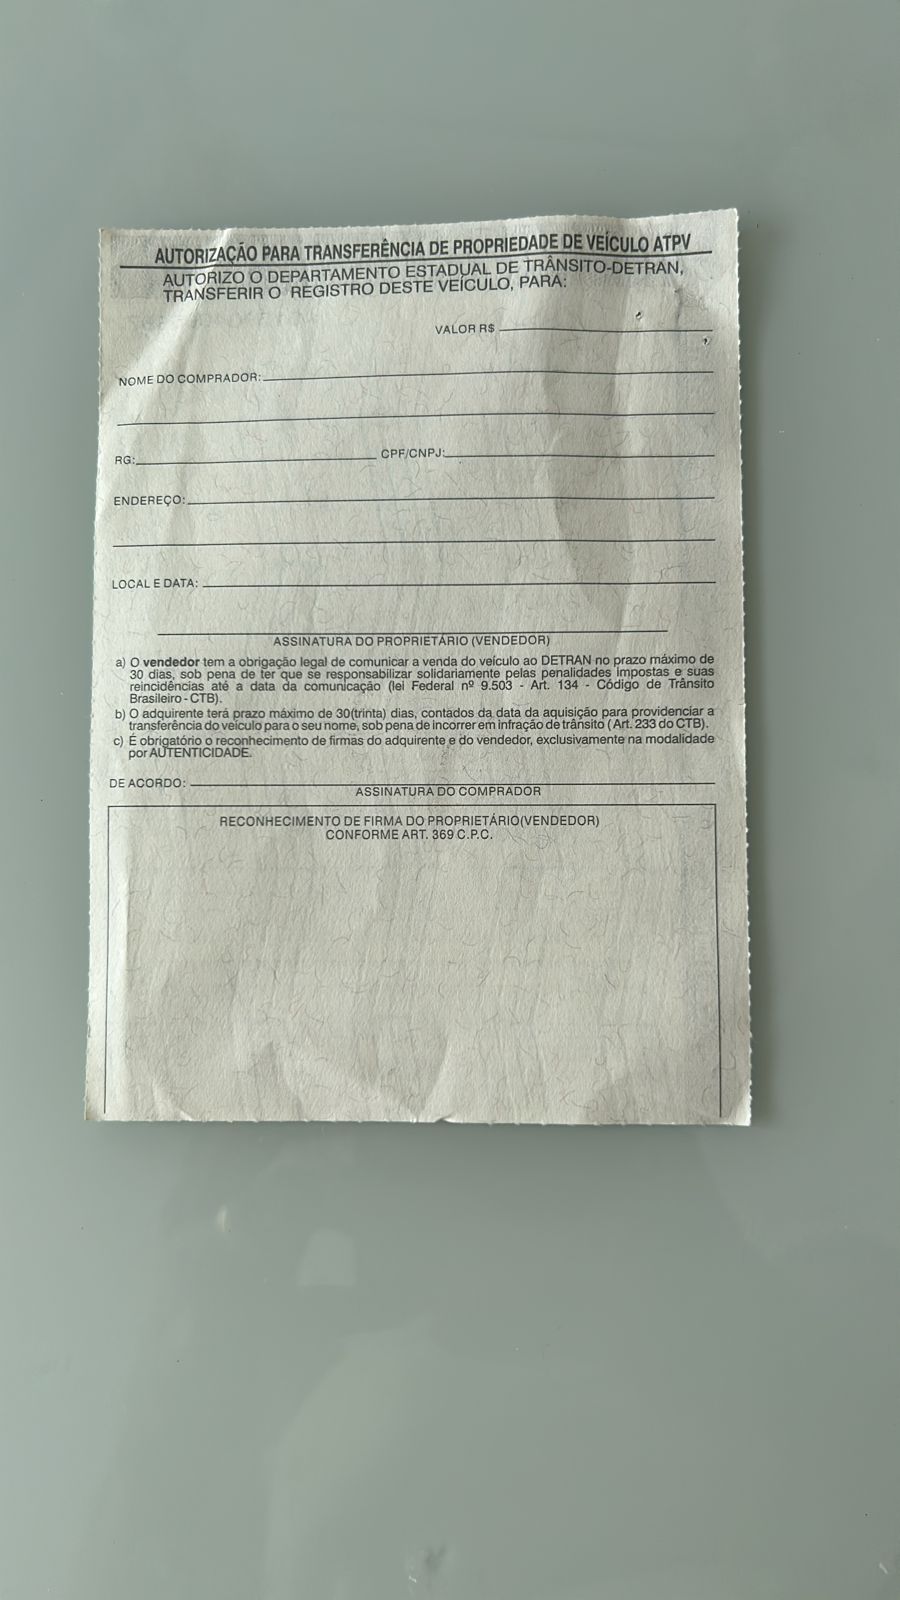 AUTORIZAÇÃO PARA TRANSFERÊNCIA DE PROPRIEDADE DE VEÍCULO ATPV
AUTORIZO O DEPARTAMENTO ESTADUAL DE TRÂNSITO-DETRAN,
TRANSFERIR O REGISTRO DESTE VEÍCULO, PARA:
VALOR R$
NOME DO COMPRADOR:
RG: CPF/CNPJ:
ENDEREÇO:
LOCAL E DATA:
ASSINATURA DO PROPRIETÁRIO (VENDEDOR)
a) O vendedor tem a obrigação legal de comunicar a venda do veículo ao DETRAN no prazo máximo de
30 dias, sob pena de ter que se responsabilizar solidariamente pelas penalidades impostas e suas
reincidências até a data da comunicação (lei Federal nº 9.503 - Art. 134 - Código de Trânsito
Brasileiro - CTB).
b) O adquirente terá prazo máximo de 30(trinta) dias, contados da data da aquisição para providenciar a
transferência do veículo para o seu nome, sob pena de incorrer em infração de trânsito ( Art. 233 do CTB).
c) É obrigatório o reconhecimento de firmas do adquirente e do vendedor, exclusivamente na modalidade
por AUTENTICIDADE.
DE ACORDO:
ASSINATURA DO COMPRADOR
RECONHECIMENTO DE FIRMA DO PROPRIETÁRIO(VENDEDOR)
CONFORME ART. 369 C.P.C.